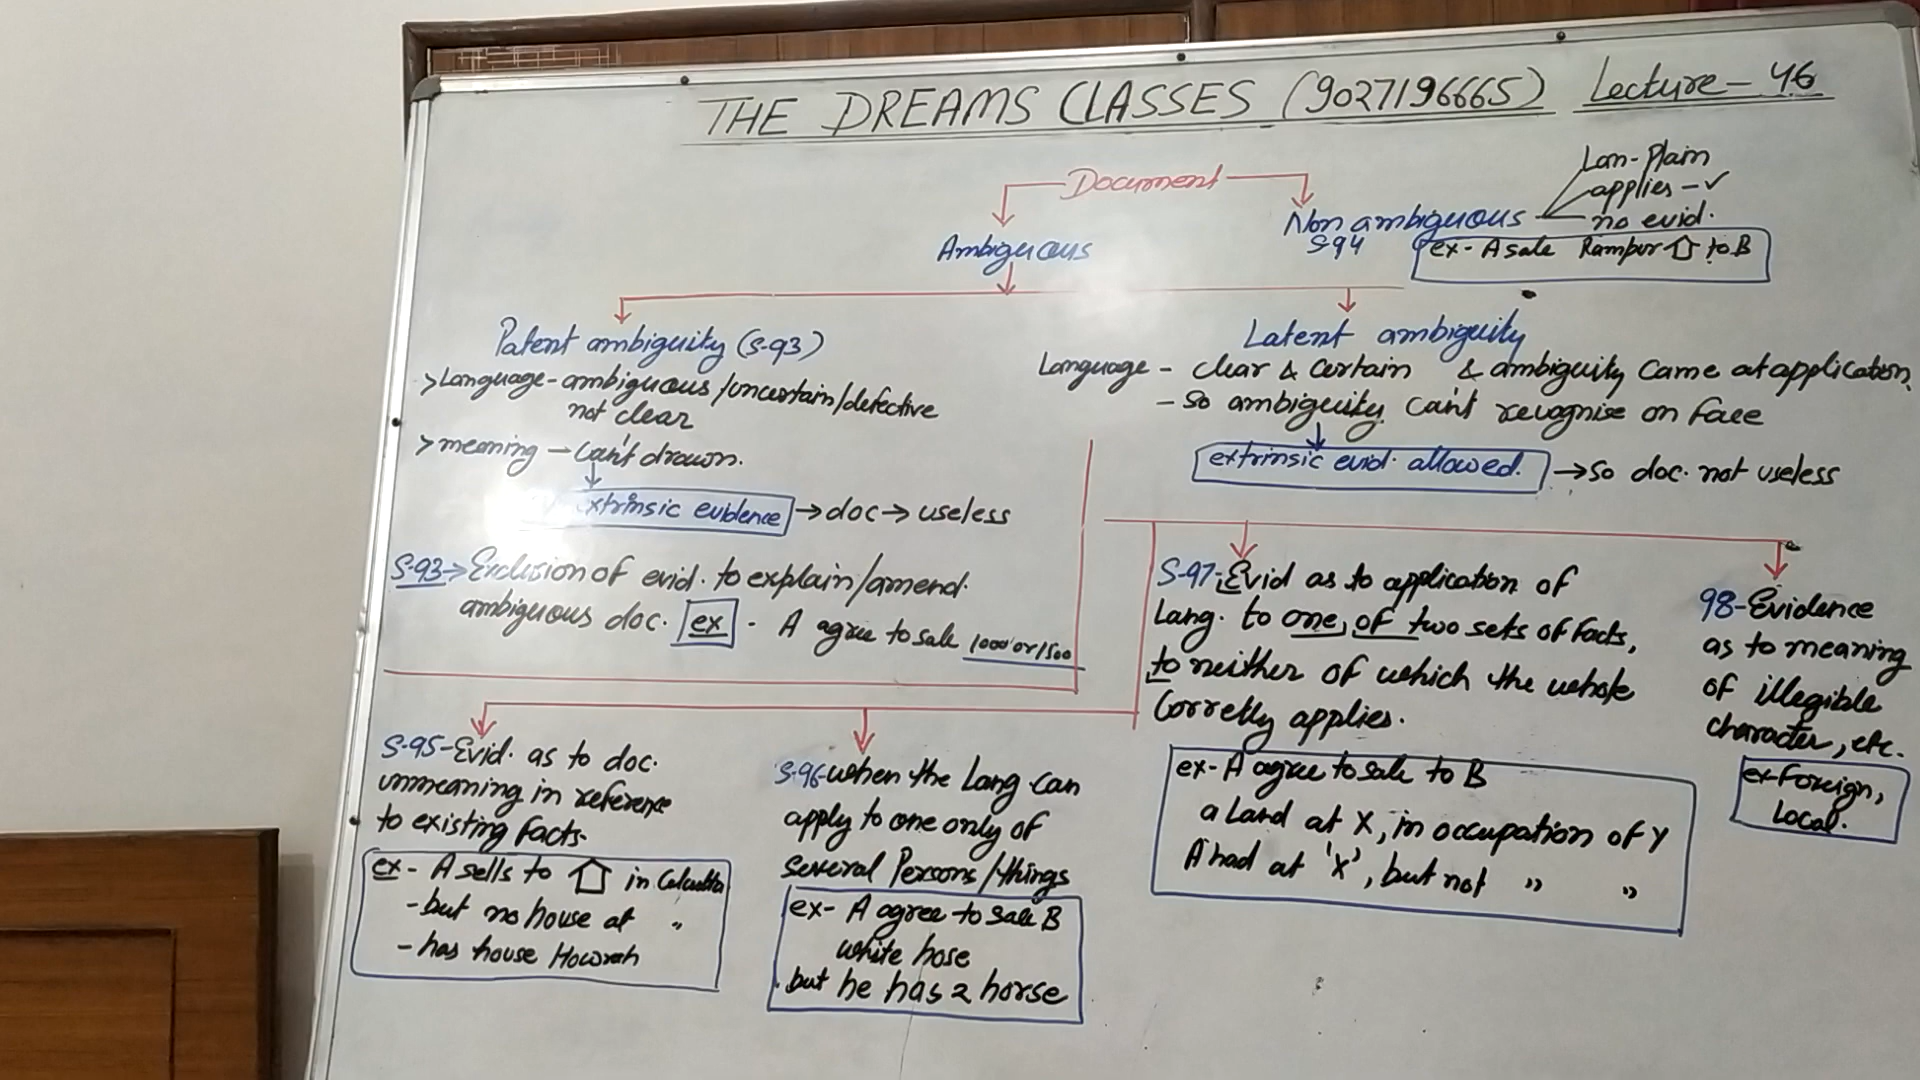 THE DREAMS CLASSES (9027196665) Lecture-46
Document
Ambiguous
Non ambiguous
S-94
Lan-Plain
applies-✓
no evid.
ex- A sale Rampur to B
Patent ambiguity (S-93)
>Language-ambiguous/uncertain/defective
not clear
>meaning-can't drawn.
extrinsic evidence →doc→useless
S-93→Exclusion of evid. to explain/amend.
ambiguous doc. ex - A agree to sale 1000 or 1500
Latent ambiguity
Language - clear & certain & ambiguity came at application.
- So ambiguity can't recognise on face
extrinsic evid. allowed. →so doc. not useless
S-95-Evid. as to doc.
unmeaning in reference
to existing facts.
ex- A sells to in Calcutta
-but no house at "
-has house Howrah
S-96-when the Lang can
apply to one only of
several Persons/things
ex- A agree to sale B
white hose
but he has 2 horse
S-97-Evid as to application of
Lang. to one, of two sets of facts,
to neither of which the whole
Correctly applies.
ex- A agree to sale to B
a Land at X, in occupation of Y
A had at 'X', but not " "
98-Evidence
as to meaning
of illegible
character, etc.
ex-Foreign,
Local.